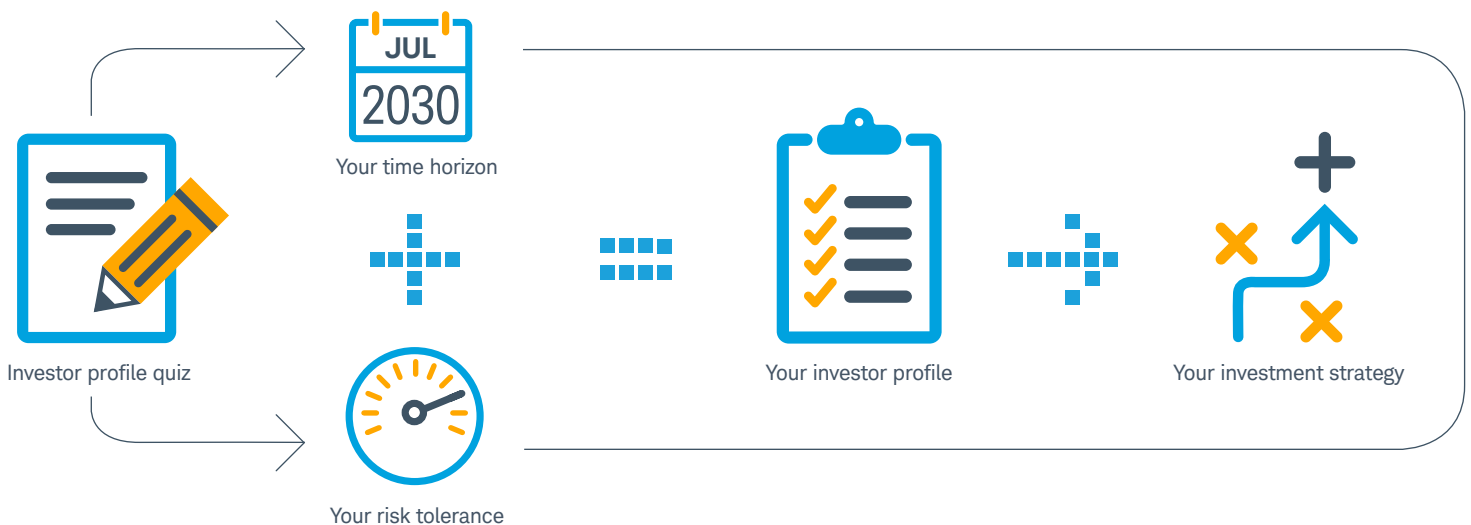 JUL
2030
Your time horizon
Investor profile quiz
Your risk tolerance
Your investor profile
Your investment strategy